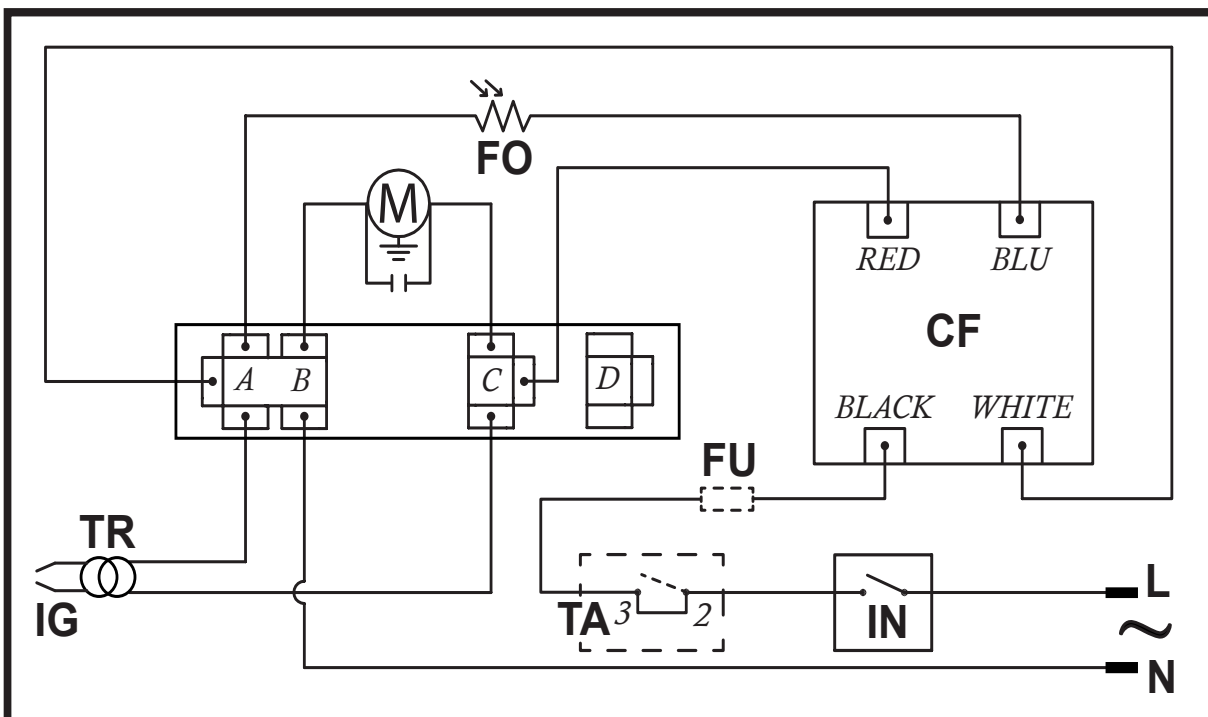 FO
M
RED BLU
CF
A B C D
BLACK WHITE
FU
TR
IG
TA 3 2
IN
L
~
N